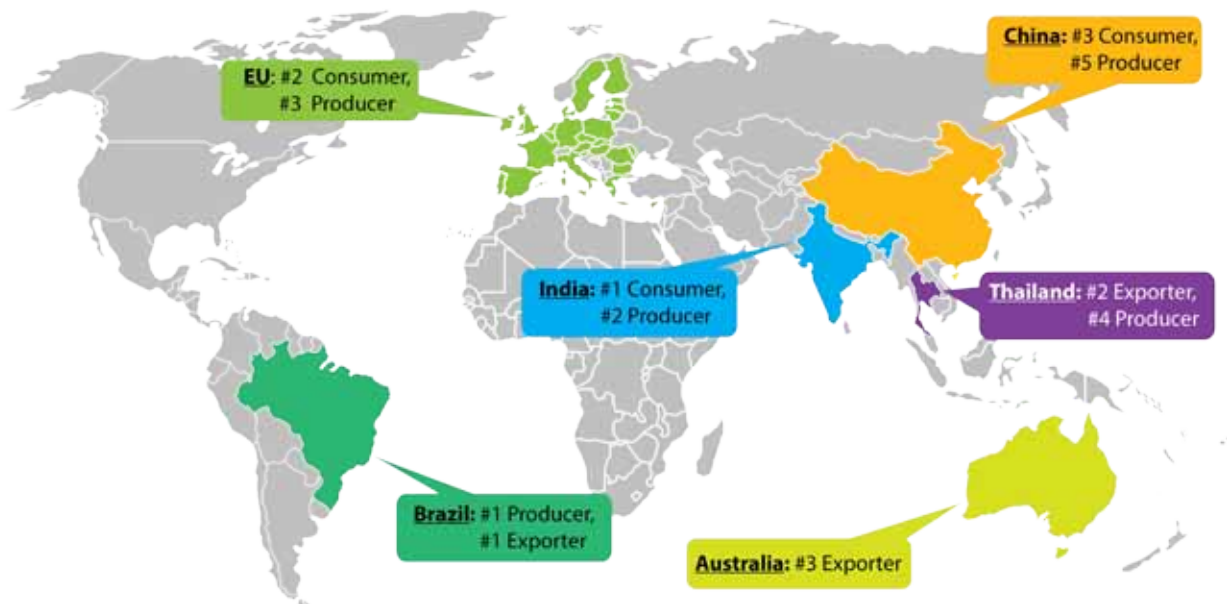 EU: #2 Consumer,
#3 Producer
China: #3 Consumer,
#5 Producer
India: #1 Consumer,
#2 Producer
Thailand: #2 Exporter,
#4 Producer
Brazil: #1 Producer,
#1 Exporter
Australia: #3 Exporter